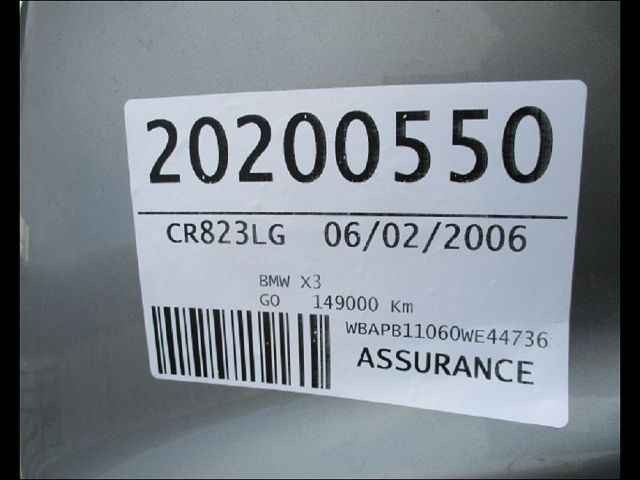 20200550
CR823LG 06/02/2006
BMW X3
GO 149000 Km
WBAPB11060WE44736
ASSURANCE